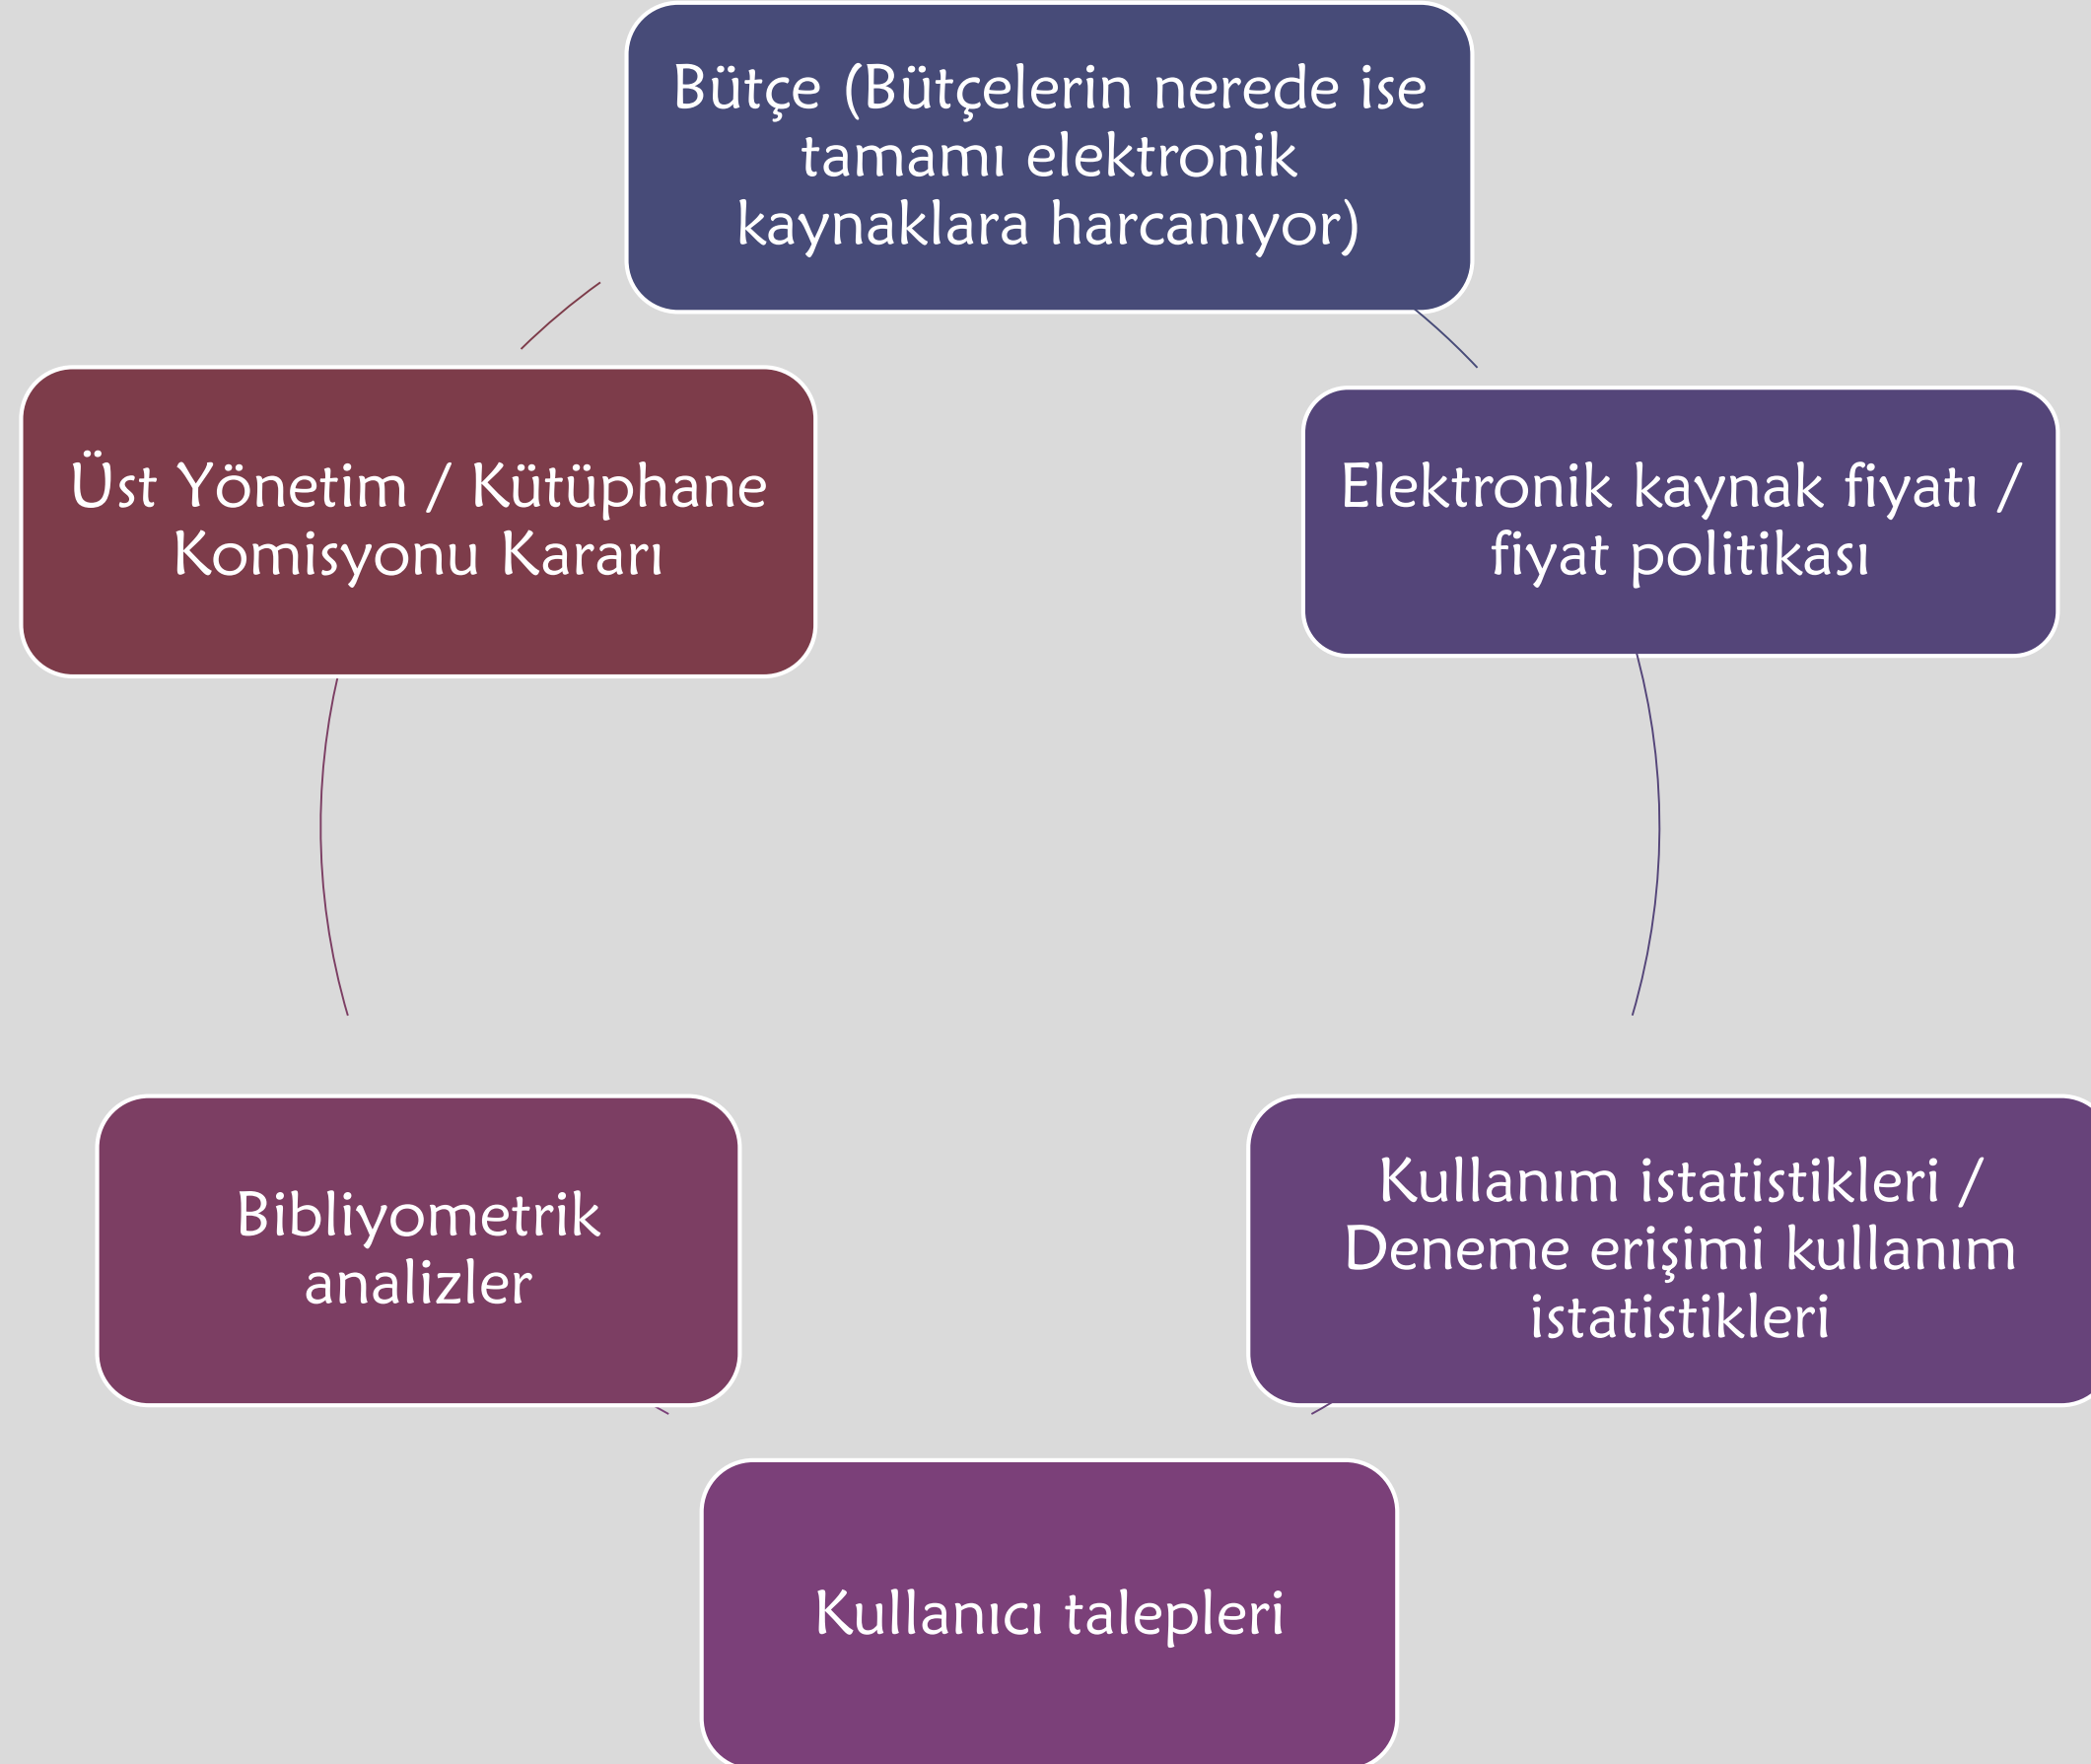 Bütçe (Bütçelerin nerede ise
tamamı elektronik
kaynaklara harcanıyor)
Üst Yönetim / Kütüphane
Komisyonu Kararı
Elektronik kaynak fiyatı /
fiyat politikası
Bibliyometrik
analizler
Kullanım istatistikleri /
Deneme erişimi kullanım
istatistikleri
Kullanıcı talepleri